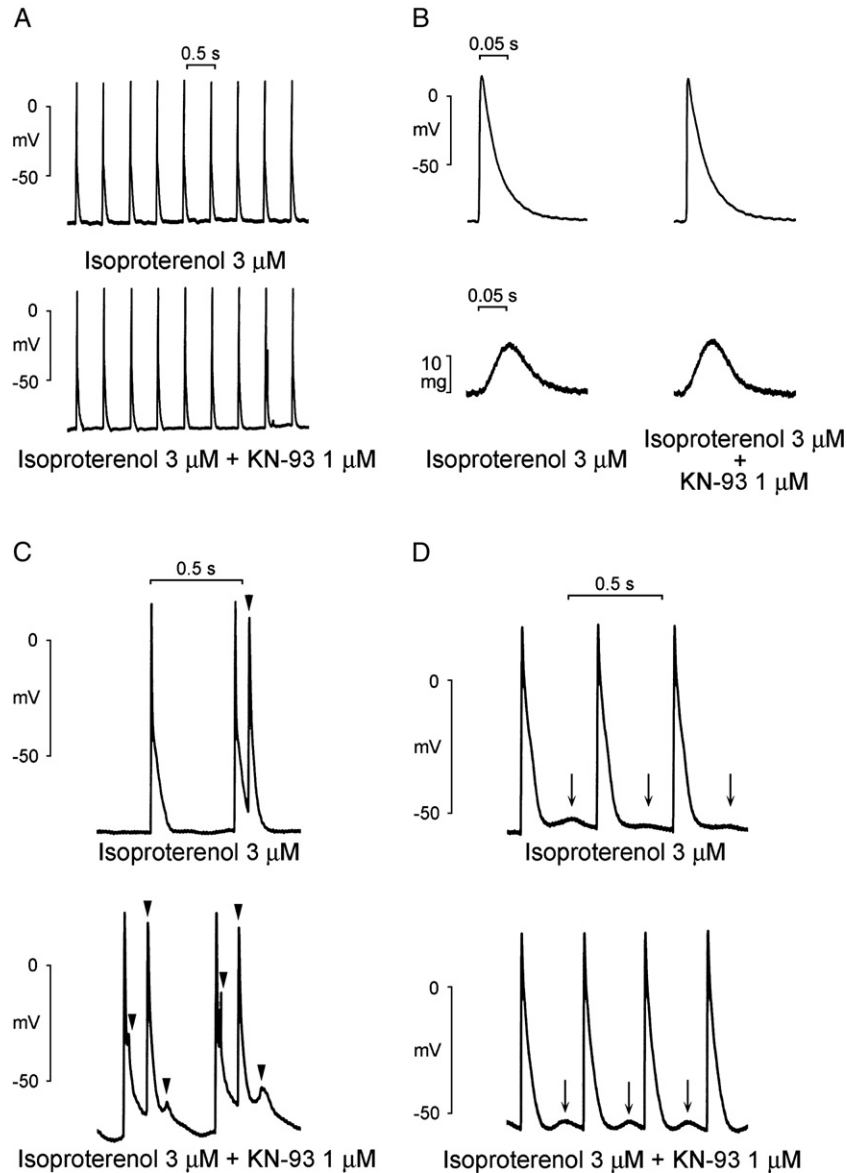 A
0.5 s
0
mV
-50
Isoproterenol 3 µM
0
mV
-50
Isoproterenol 3 µM + KN-93 1 µM
B
0.05 s
0
mV
-50
0.05 s
10
mg
Isoproterenol 3 µM
Isoproterenol 3 µM
+
KN-93 1 µM
C
0.5 s
0
mV
-50
Isoproterenol 3 µM
0
mV
-50
Isoproterenol 3 µM + KN-93 1 µM
D
0.5 s
0
mV
-50
Isoproterenol 3 µM
0
mV
-50
Isoproterenol 3 µM + KN-93 1 µM